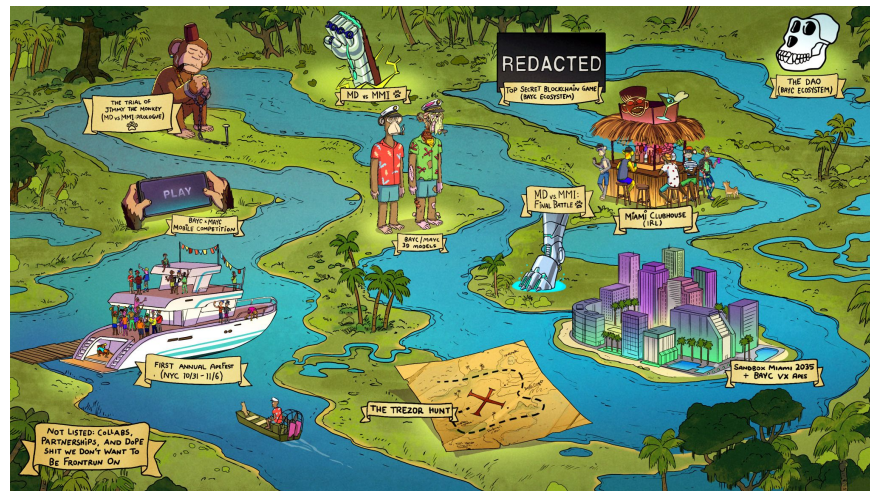 THE TRIAL OF
JIMMY THE MONKEY
(MD VS MMI: PROLOGUE)
MD VS MMI
REDACTED
TOP SECRET BLOCKCHAIN GAME
(BAYC ECOSYSTEM)
THE DAO
(BAYC ECOSYSTEM)
PLAY
BAYC X MAYC
MOBILE COMPETITION
BAYC/MAYC
3D MODELS
MD VS MMI:
FINAL BATTLE
MIAMI CLUBHOUSE
(IRL)
FIRST ANNUAL APEFEST
(NYC 10/31-11/6)
THE TREZOR HUNT
SANDBOX MIAMI 2035
+ BAYC VX APES
NOT LISTED: COLLABS,
PARTNERSHIPS, AND DOPE
SHIT WE DON'T WANT TO
BE FRONTRUN ON